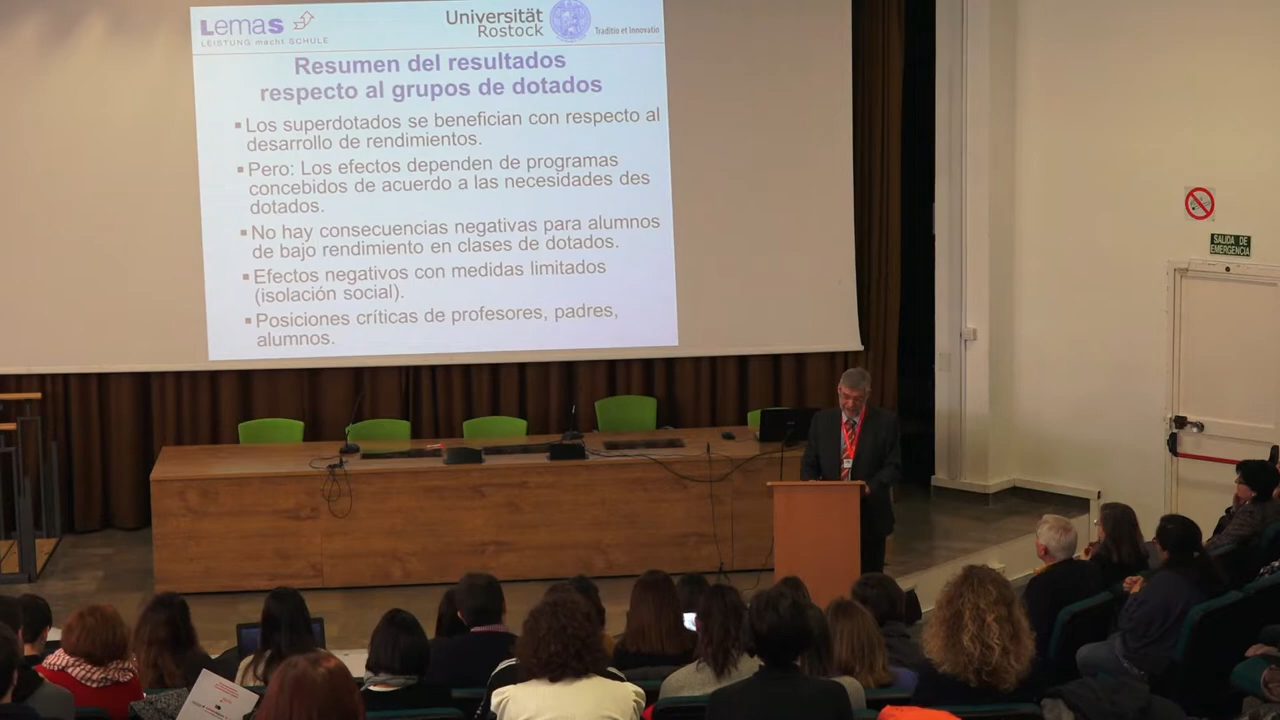 Lemas
LEISTUNG macht SCHULE
Universität
Rostock
Traditio et Innovatio
Resumen del resultados
respecto al grupos de dotados
▪ Los superdotados se benefician con respecto al
desarrollo de rendimientos.
▪ Pero: Los efectos dependen de programas
concebidos de acuerdo a las necesidades des
dotados.
▪ No hay consecuencias negativas para alumnos
de bajo rendimiento en clases de dotados.
▪ Efectos negativos con medidas limitados
(isolación social).
▪ Posiciones críticas de profesores, padres,
alumnos.
SALIDA DE
EMERGENCIA